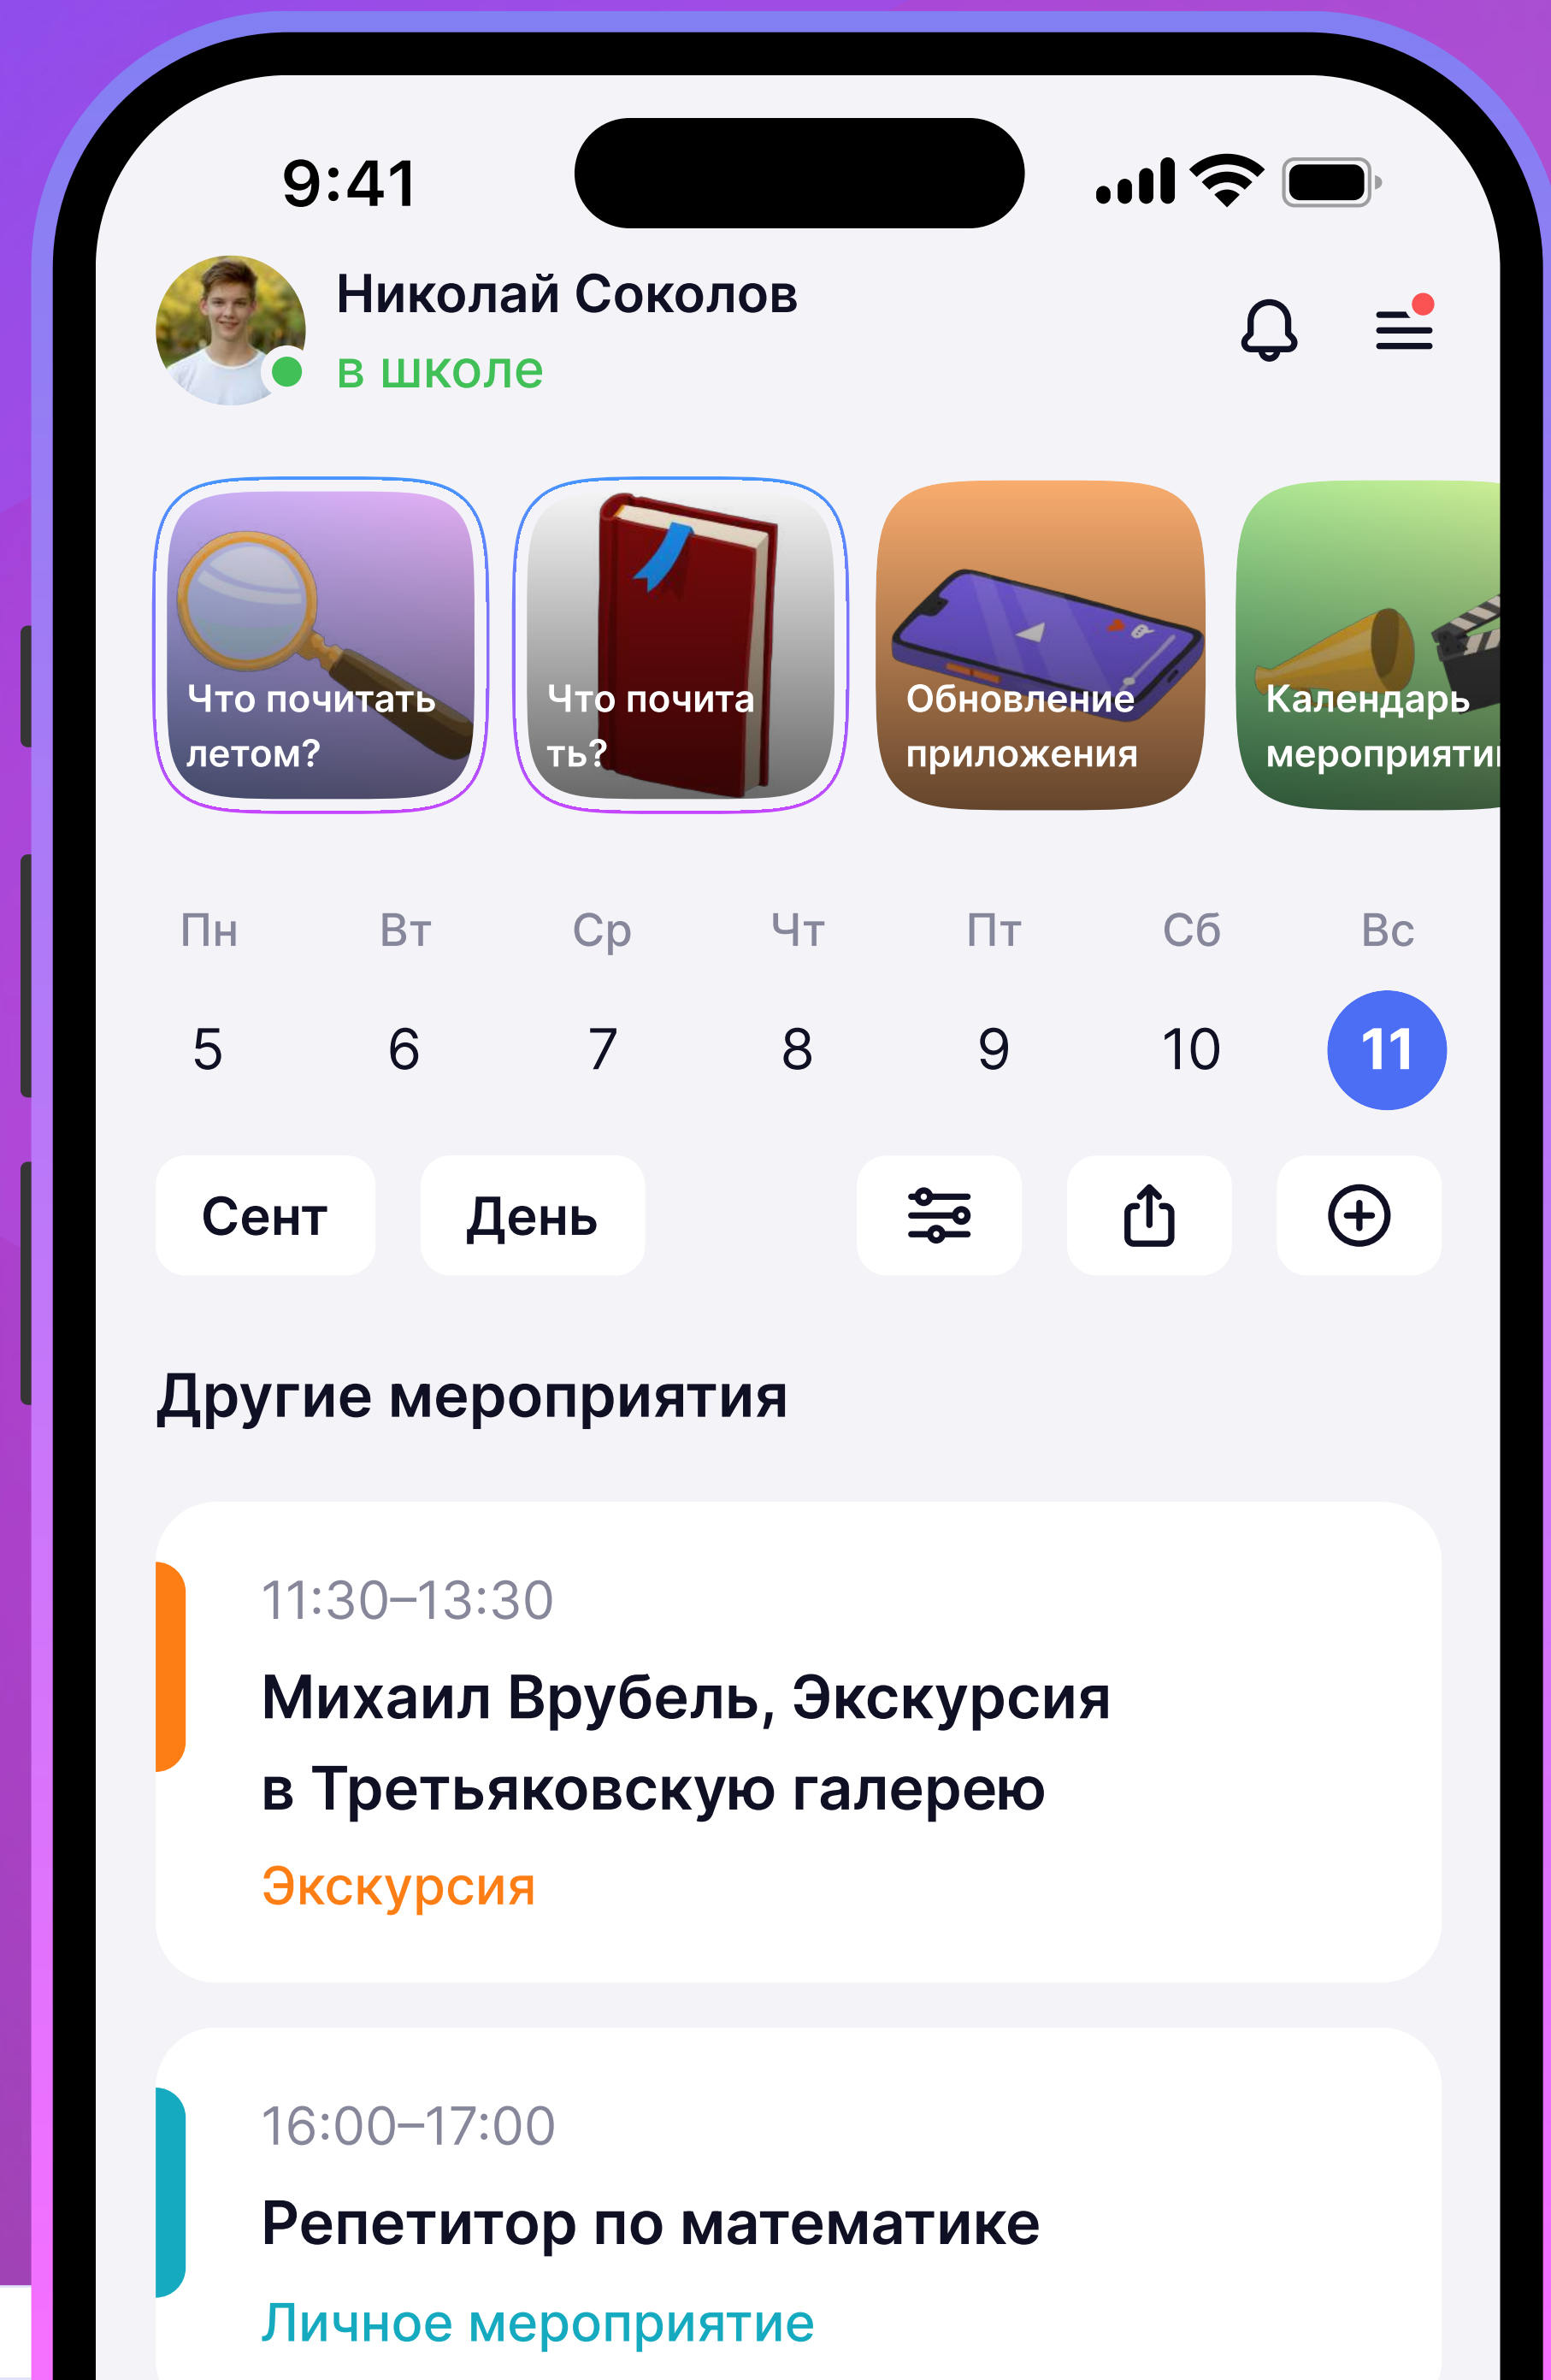 9:41
Николай Соколов
в школе
Что почитать
летом?
Что почита
ть?
Обновление
приложения
Календарь
мероприяти
Пн Вт Ср Чт Пт Сб Вс
5 6 7 8 9 10 11
Сент День
Другие мероприятия
11:30–13:30
Михаил Врубель, Экскурсия
в Третьяковскую галерею
Экскурсия
16:00–17:00
Репетитор по математике
Личное мероприятие